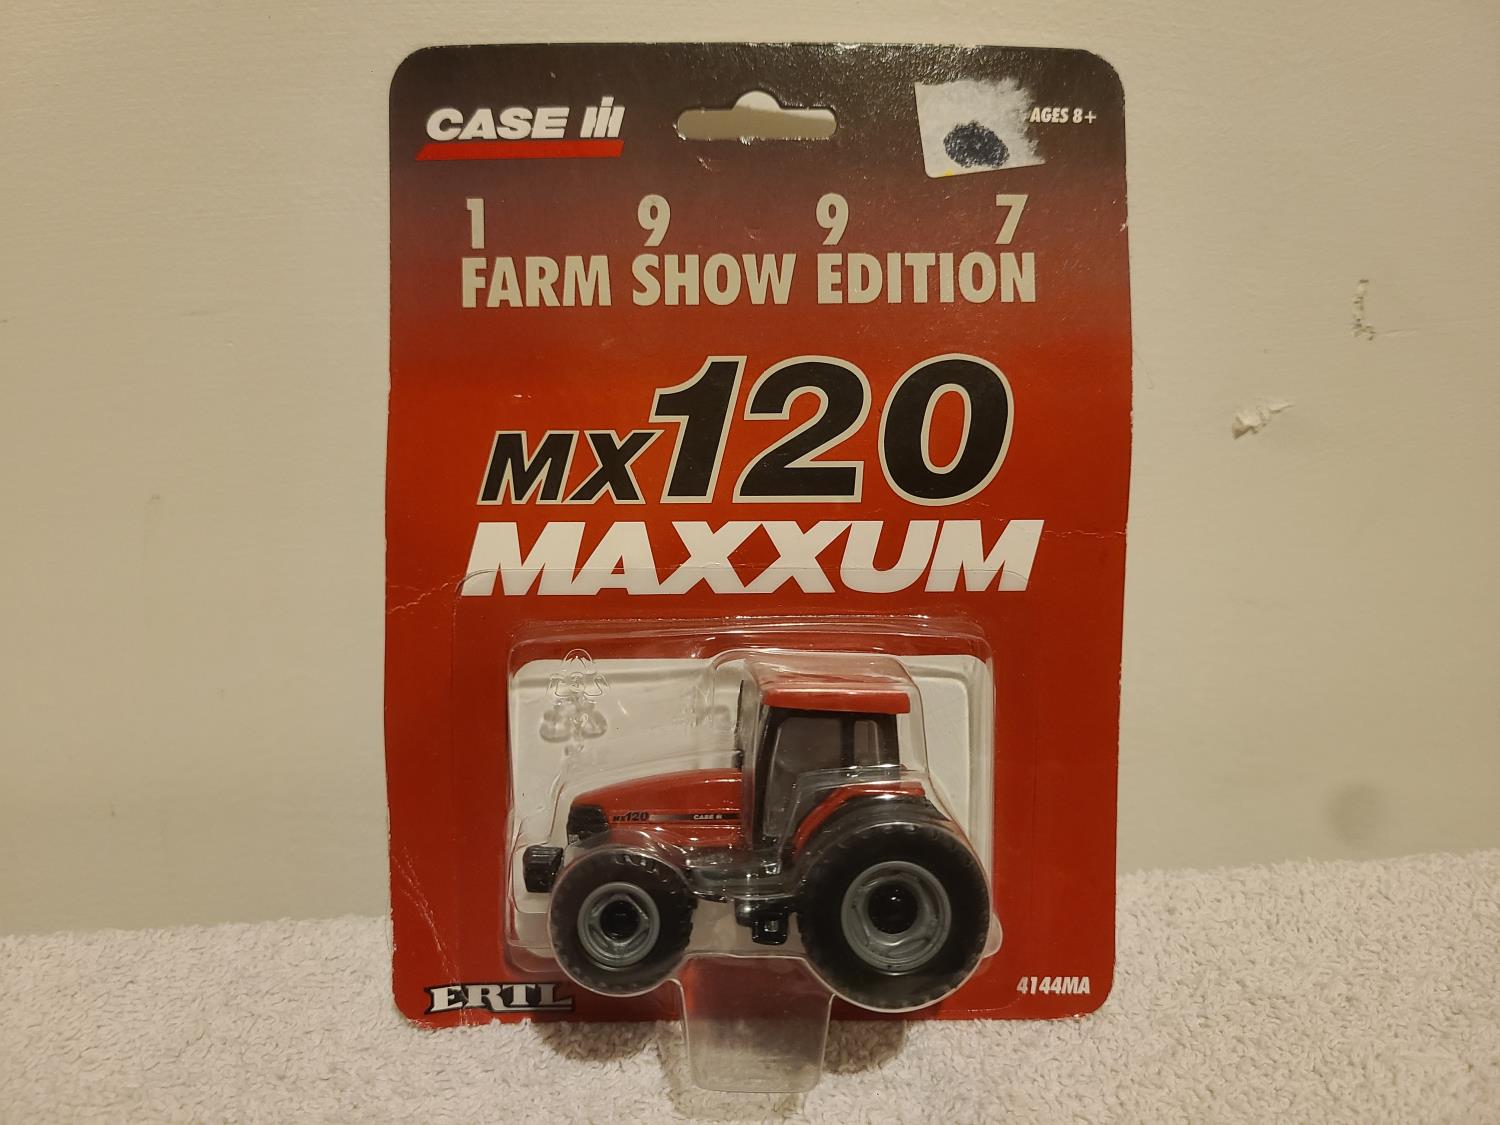 CASE IH
AGES 8+
1 9 9 7
FARM SHOW EDITION
MX120
MAXXUM
MX120 CASE IH
ERTL
4144MA